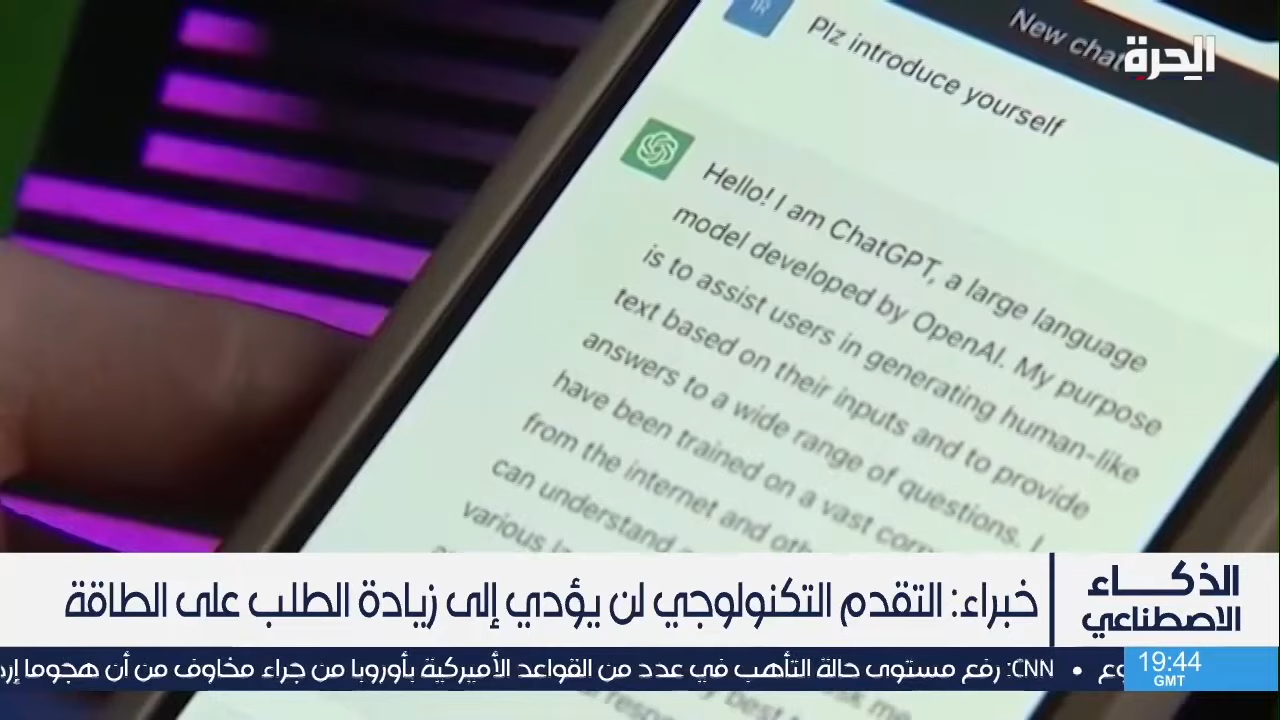 New chat
الحرة
Plz introduce yourself
Hello! I am ChatGPT, a large language
model developed by OpenAI. My purpose
is to assist users in generating human-like
text based on their inputs and to provide
answers to a wide range of questions. I
have been trained on a vast
from the internet and
can understand
various
الذكاء
الاصطناعي
خبراء: التقدم التكنولوجي لن يؤدي إلى زيادة الطلب على الطاقة
CNN: رفع مستوى حالة التأهب في عدد من القواعد الأميركية بأوروبا من جراء مخاوف من أن هجوما
19:44
GMT